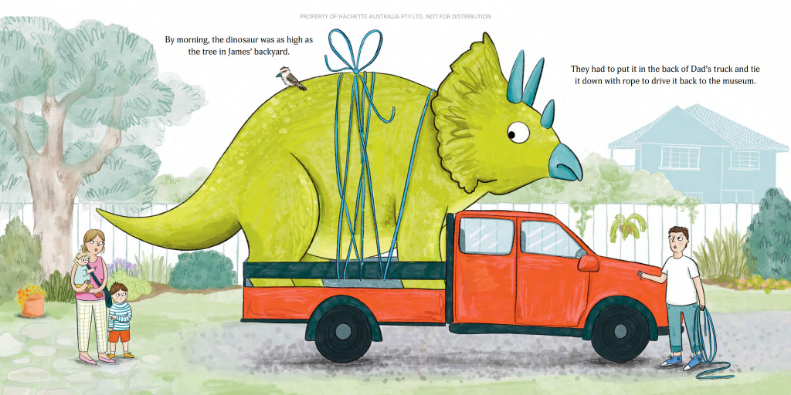 PROPERTY OF HACHETTE AUSTRALIA PTY LTD. NOT FOR DISTRIBUTION
By morning, the dinosaur was as high as
the tree in James' backyard.
They had to put it in the back of Dad's truck and tie
it down with rope to drive it back to the museum.